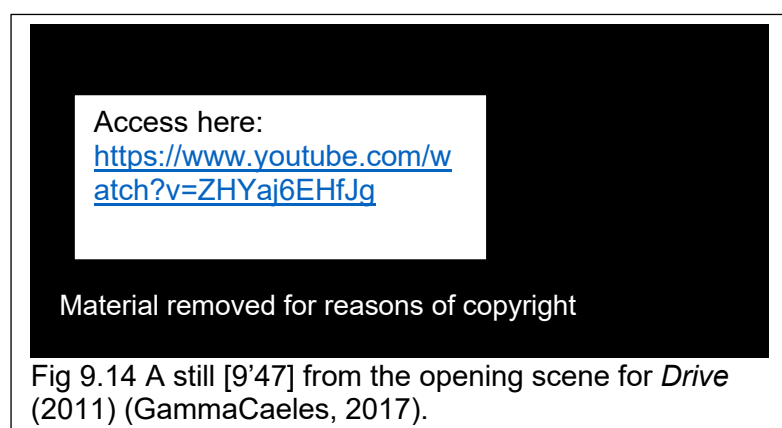 Access here:
https://www.youtube.com/w
atch?v=ZHYaj6EHfJg
Material removed for reasons of copyright
Fig 9.14 A still [9’47] from the opening scene for Drive
(2011) (GammaCaeles, 2017).